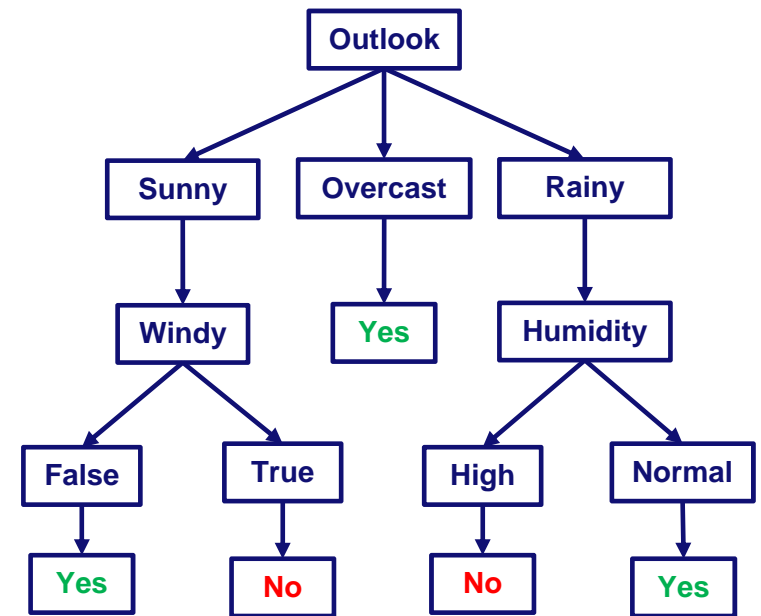 Outlook
Sunny
Overcast
Rainy
Windy
Yes
Humidity
False
True
High
Normal
Yes
No
No
Yes